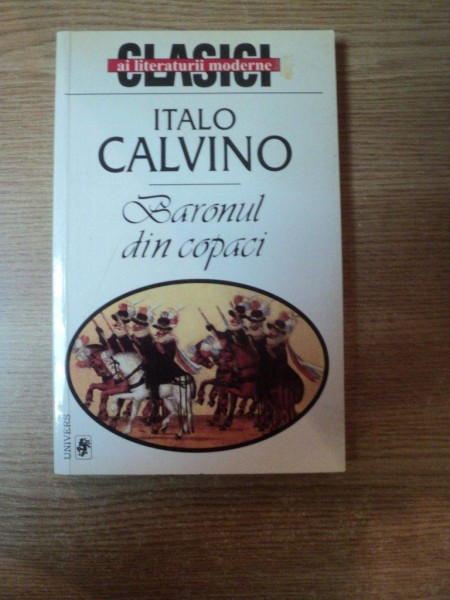 CLASICI
ai literaturii moderne
ITALO
CALVINO
Baronul
din copaci
UNIVERS